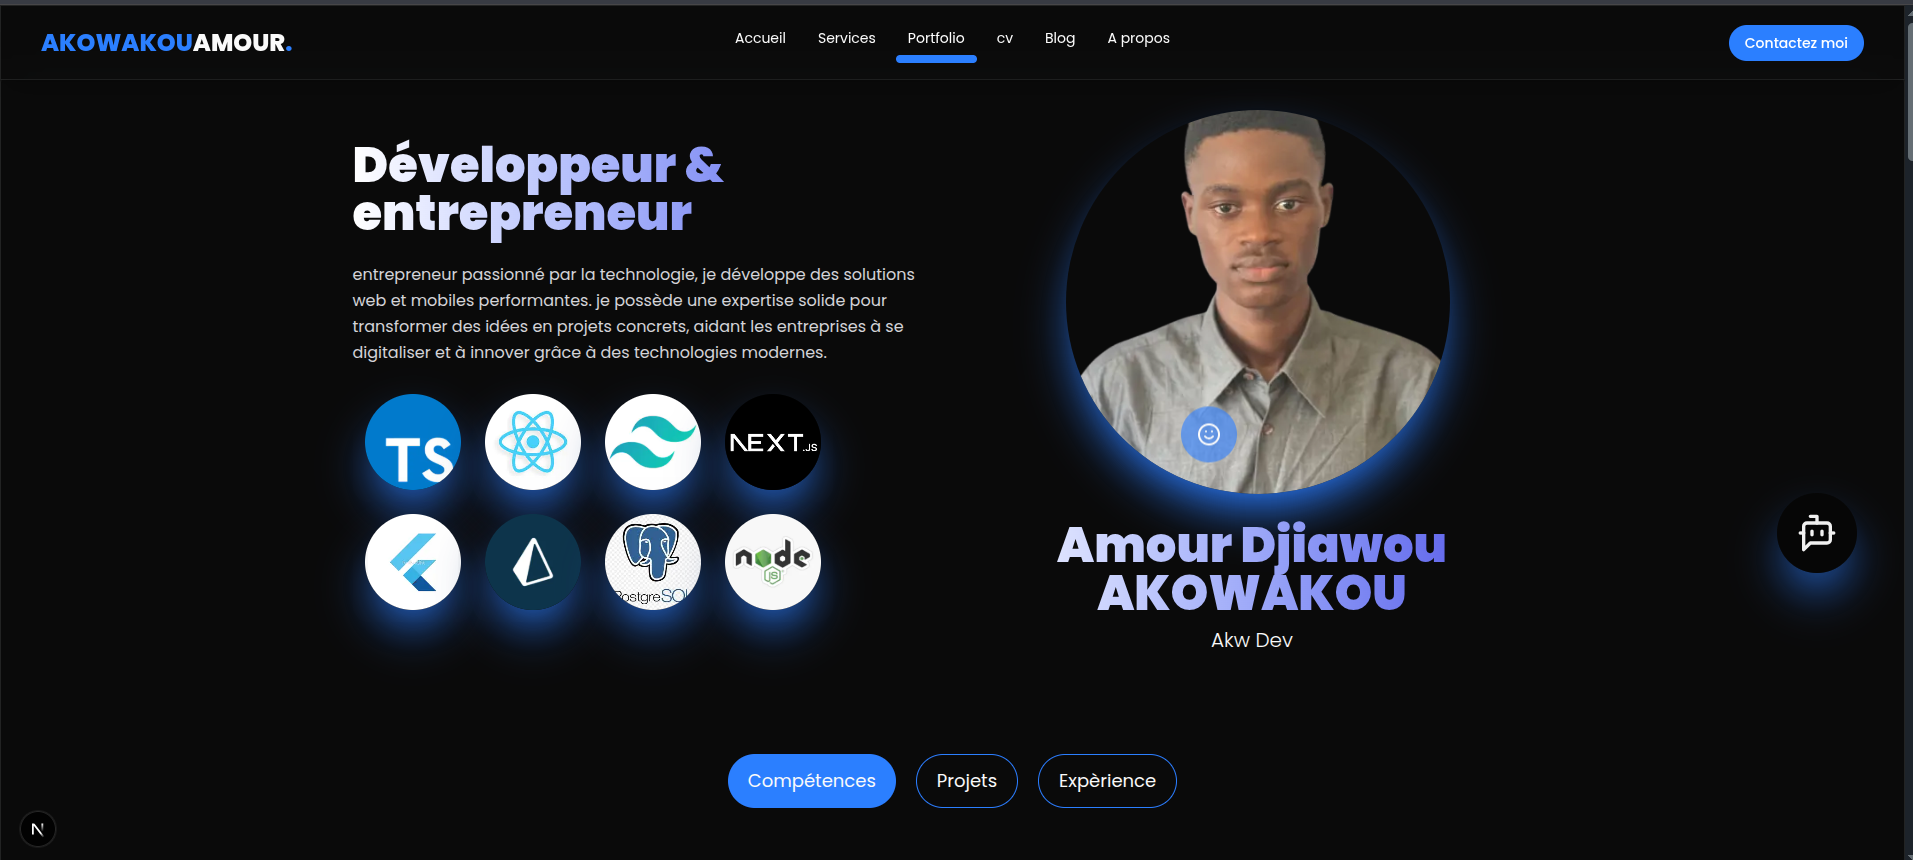 AKOWAKOUAMOUR.
Accueil
Services
Portfolio
cv
Blog
A propos
Contactez moi
Développeur &
entrepreneur
entrepreneur passionné par la technologie, je développe des solutions
web et mobiles performantes. je possède une expertise solide pour
transformer des idées en projets concrets, aidant les entreprises à se
digitaliser et à innover grâce à des technologies modernes.
TS
NEXT.JS
PostgreSQL
node
JS
Amour Djiawou
AKOWAKOU
Akw Dev
Compétences
Projets
Expèrience
N